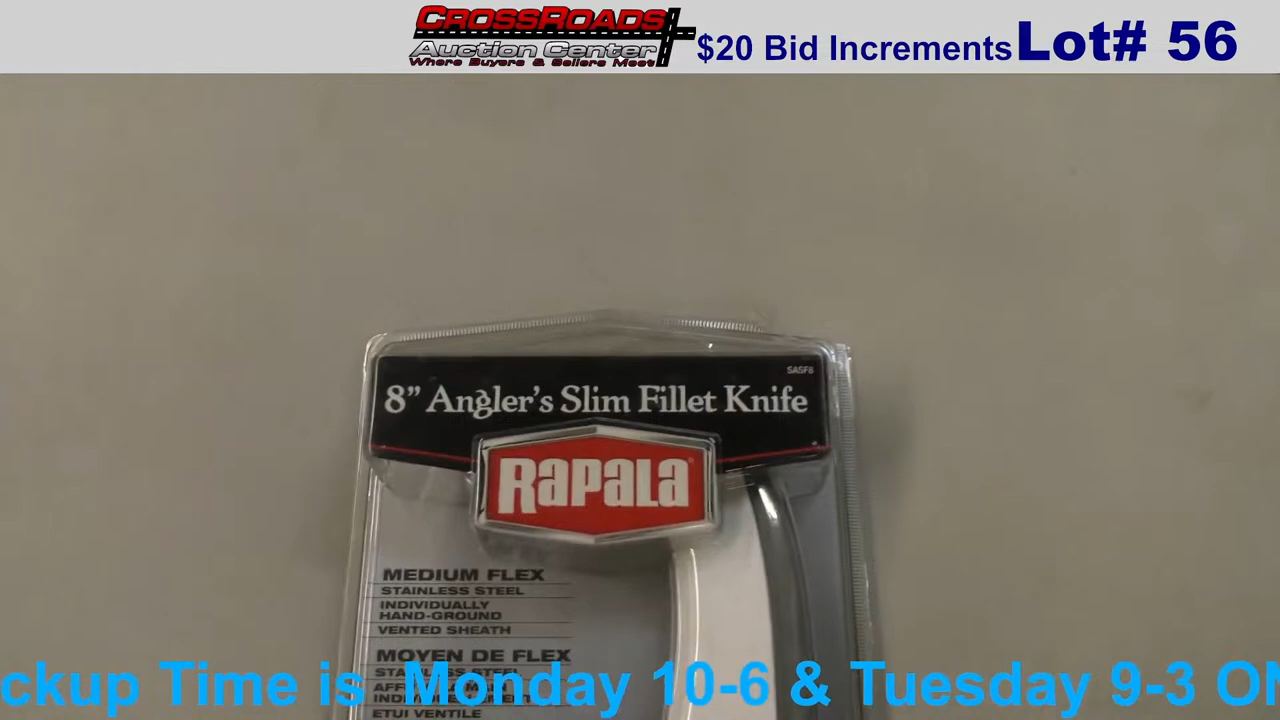 CROSSROADS
Auction Center
Where Buyers & Sellers Meet
$20 Bid Increments
Lot# 56
SASF8
8" Angler's Slim Fillet Knife
RAPALA
MEDIUM FLEX
STAINLESS STEEL
INDIVIDUALLY
HAND-GROUND
VENTED SHEATH
MOYEN DE FLEX
ckup Time is Monday 10-6 & Tuesday 9-3 ON
ETUI VENTILE